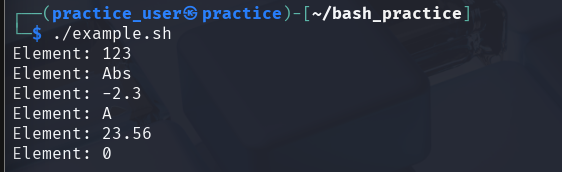 ┌──(practice_user㉿practice)-[~/bash_practice]
└─$ ./example.sh
Element: 123
Element: Abs
Element: -2.3
Element: A
Element: 23.56
Element: 0